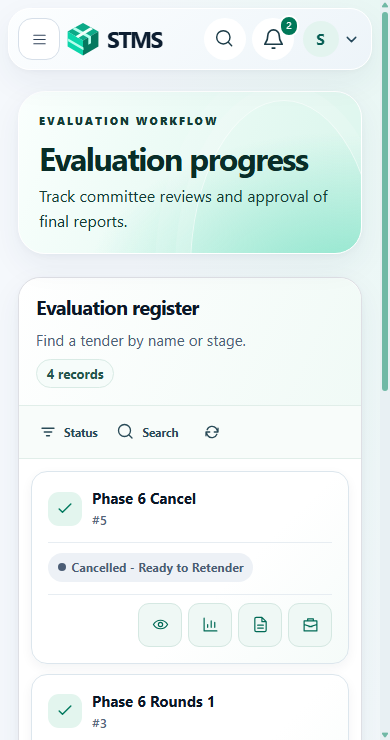 STMS
2
S
EVALUATION WORKFLOW
Evaluation progress
Track committee reviews and approval of
final reports.
Evaluation register
Find a tender by name or stage.
4 records
Status
Search
Phase 6 Cancel
#5
Cancelled - Ready to Retender
Phase 6 Rounds 1
#3